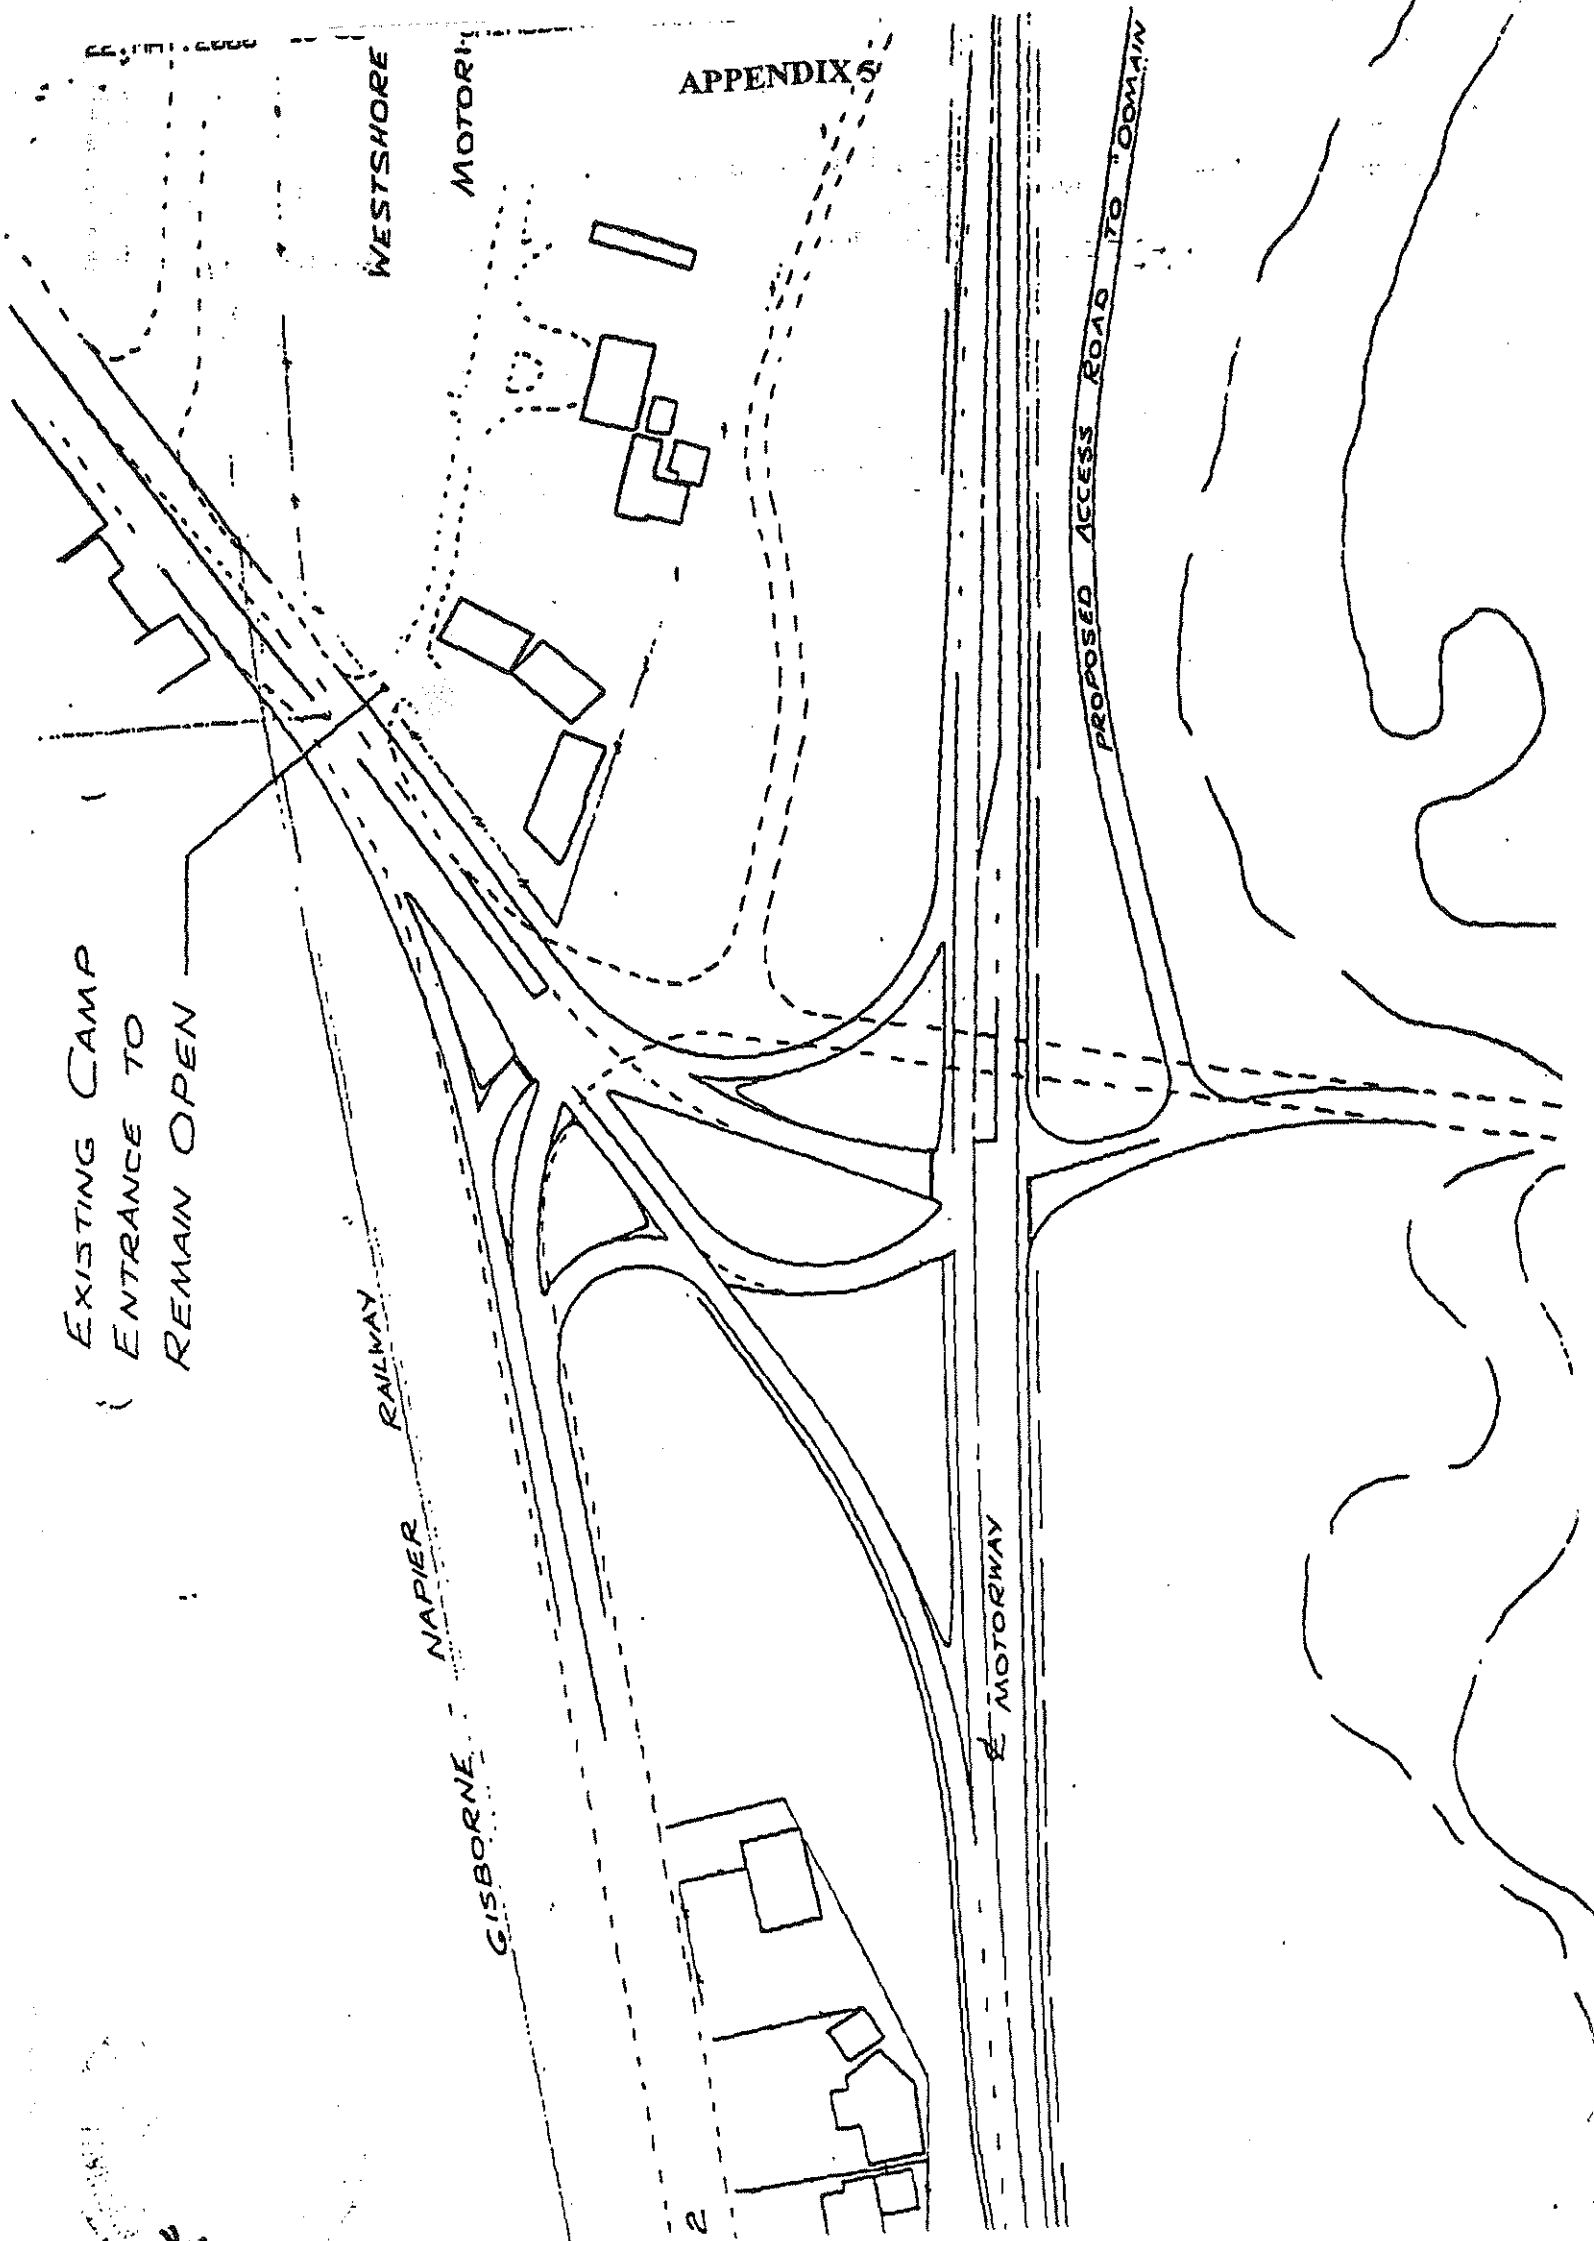 APPENDIX 5
WESTSHORE
EXISTING CAMP
ENTRANCE TO
REMAIN OPEN
GISBORNE - NAPIER RAILWAY
℄ MOTORWAY
PROPOSED ACCESS ROAD TO "DOMAIN
2